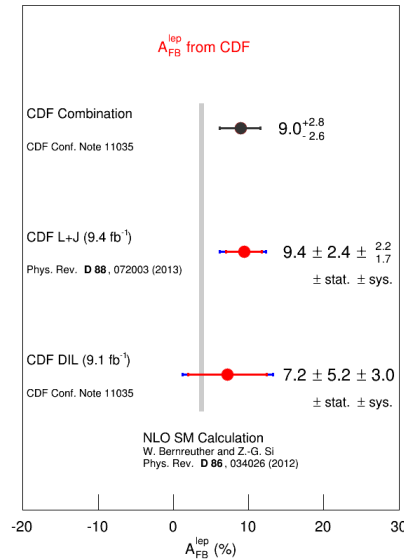 A_FB^lep from CDF
CDF Combination
9.0 +2.8 - 2.6
CDF Conf. Note 11035
CDF L+J (9.4 fb⁻¹)
9.4 ± 2.4 ± 2.2 1.7
Phys. Rev. D 88 , 072003 (2013)
± stat. ± sys.
CDF DIL (9.1 fb⁻¹)
7.2 ± 5.2 ± 3.0
CDF Conf. Note 11035
± stat. ± sys.
NLO SM Calculation
W. Bernreuther and Z.-G. Si
Phys. Rev. D 86 , 034026 (2012)
-20 -10 0 10 20 30
A_FB^lep (%)